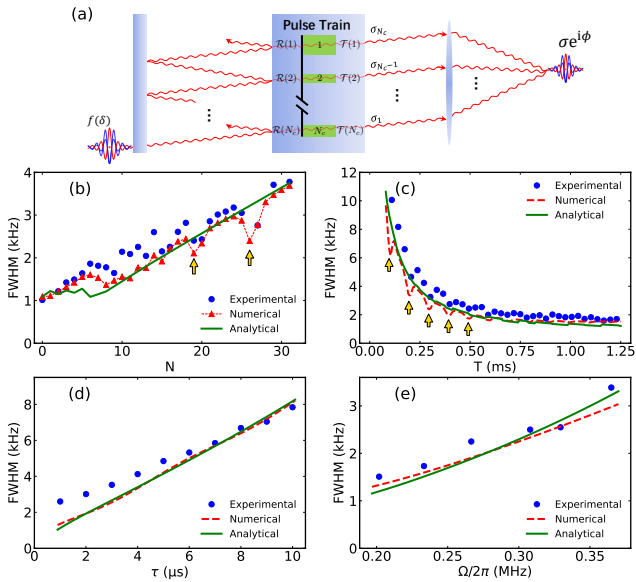 (a)
Pulse Train
ℛ(1) 1 𝒯(1)
σ_{N_c}
ℛ(2) 2 𝒯(2)
σ_{N_c−1}
σe^{iϕ}
⋮ ⋮ ⋮
f(δ)
ℛ(N_c) N_c 𝒯(N_c)
σ_1
(b)
FWHM (kHz)
4
3
2
1
0
Experimental
Numerical
Analytical
0 10 20 30
N
(c)
FWHM (kHz)
12
10
8
6
4
2
0
Experimental
Numerical
Analytical
0.00 0.25 0.50 0.75 1.00 1.25
T (ms)
(d)
FWHM (kHz)
8
6
4
2
0
Experimental
Numerical
Analytical
0 2 4 6 8 10
τ (μs)
(e)
FWHM (kHz)
3
2
1
0
Experimental
Numerical
Analytical
0.20 0.25 0.30 0.35
Ω/2π (MHz)